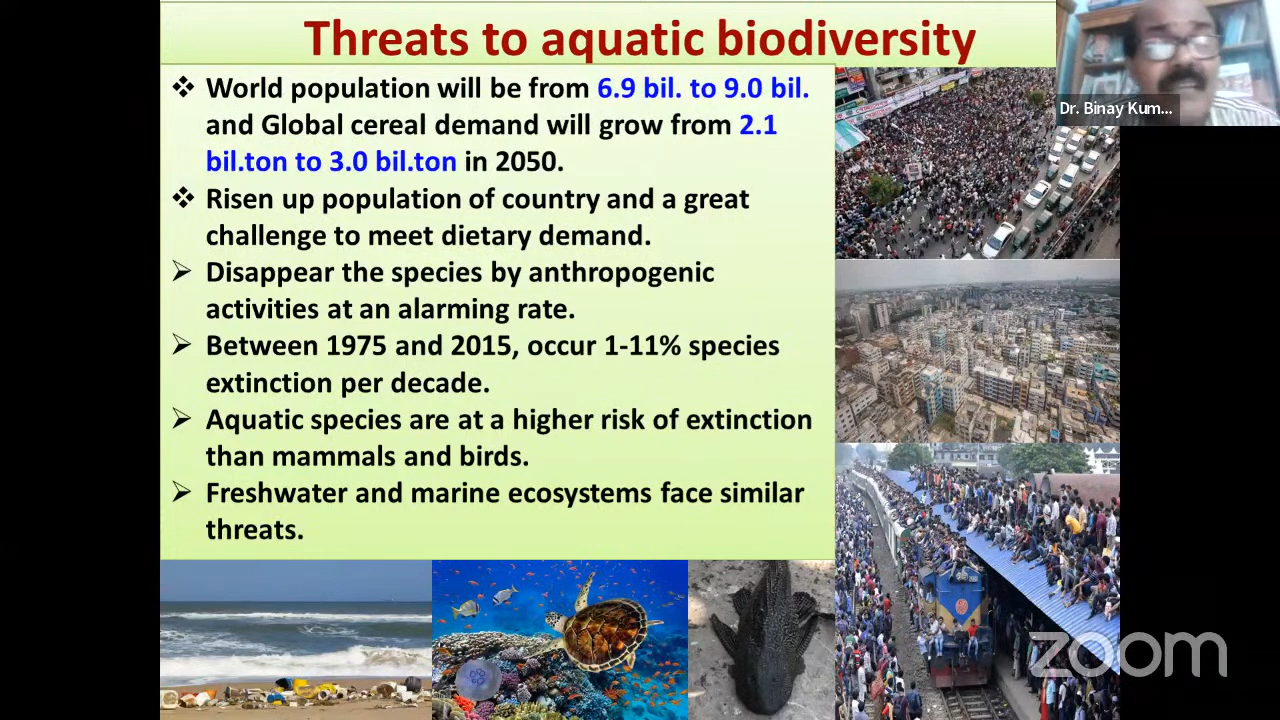 Threats to aquatic biodiversity
World population will be from 6.9 bil. to 9.0 bil.
and Global cereal demand will grow from 2.1
bil.ton to 3.0 bil.ton in 2050.
Risen up population of country and a great
challenge to meet dietary demand.
Disappear the species by anthropogenic
activities at an alarming rate.
Between 1975 and 2015, occur 1-11% species
extinction per decade.
Aquatic species are at a higher risk of extinction
than mammals and birds.
Freshwater and marine ecosystems face similar
threats.
Dr. Binay Kum...
zoom